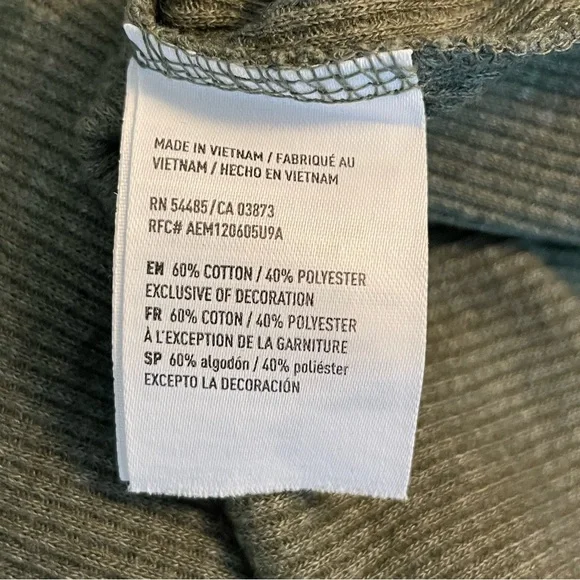 MADE IN VIETNAM / FABRIQUÉ AU
VIETNAM / HECHO EN VIETNAM
RN 54485/CA 03873
RFC# AEM120605U9A
EN 60% COTTON / 40% POLYESTER
EXCLUSIVE OF DECORATION
FR 60% COTON / 40% POLYESTER
À L'EXCEPTION DE LA GARNITURE
SP 60% algodón / 40% poliéster
EXCEPTO LA DECORACIÓN